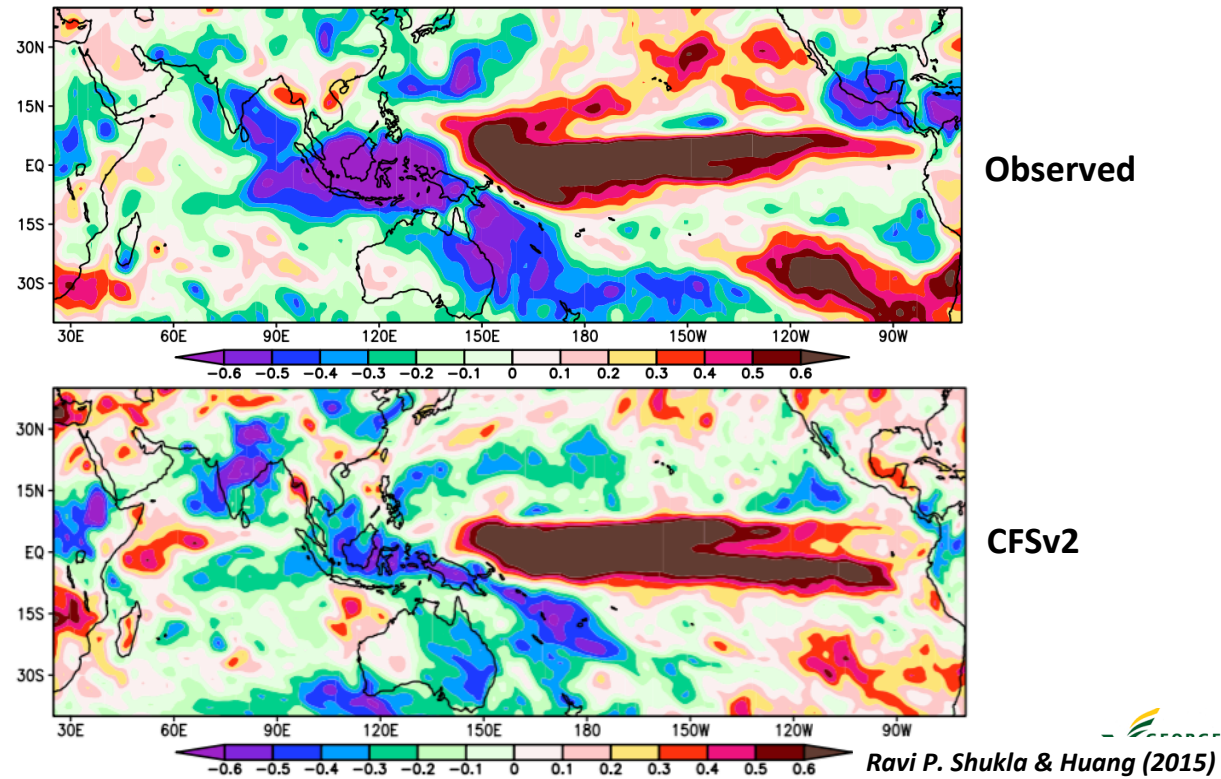 30N
15N
EQ
15S
30S
30E 60E 90E 120E 150E 180 150W 120W 90W
−0.6 −0.5 −0.4 −0.3 −0.2 −0.1 0 0.1 0.2 0.3 0.4 0.5 0.6
Observed
30N
15N
EQ
15S
30S
30E 60E 90E 120E 150E 180 150W 120W 90W
-0.6 -0.5 -0.4 -0.3 -0.2 -0.1 0 0.1 0.2 0.3 0.4 0.5 0.6
CFSv2
Ravi P. Shukla & Huang (2015)